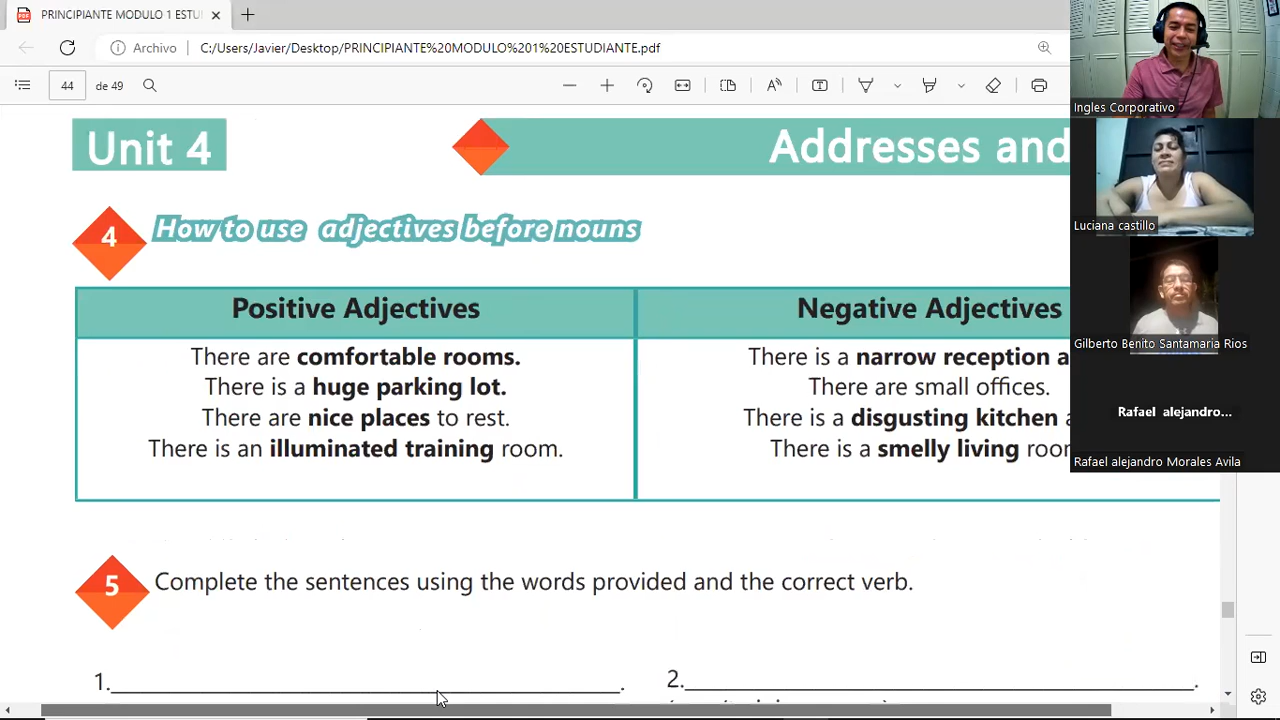 PRINCIPIANTE MODULO 1 ESTU
Archivo
C:/Users/Javier/Desktop/PRINCIPIANTE%20MODULO%201%20ESTUDIANTE.pdf
44
de 49
Unit 4
Addresses and
4
How to use adjectives before nouns
Positive Adjectives
There are comfortable rooms.
There is a huge parking lot.
There are nice places to rest.
There is an illuminated training room.
Negative Adjectives
There is a narrow reception a
There are small offices.
There is a disgusting kitchen
There is a smelly living roo
5
Complete the sentences using the words provided and the correct verb.
1.
2.
Ingles Corporativo
Luciana castillo
Gilberto Benito Santamaria Rios
Rafael alejandro...
Rafael alejandro Morales Avila